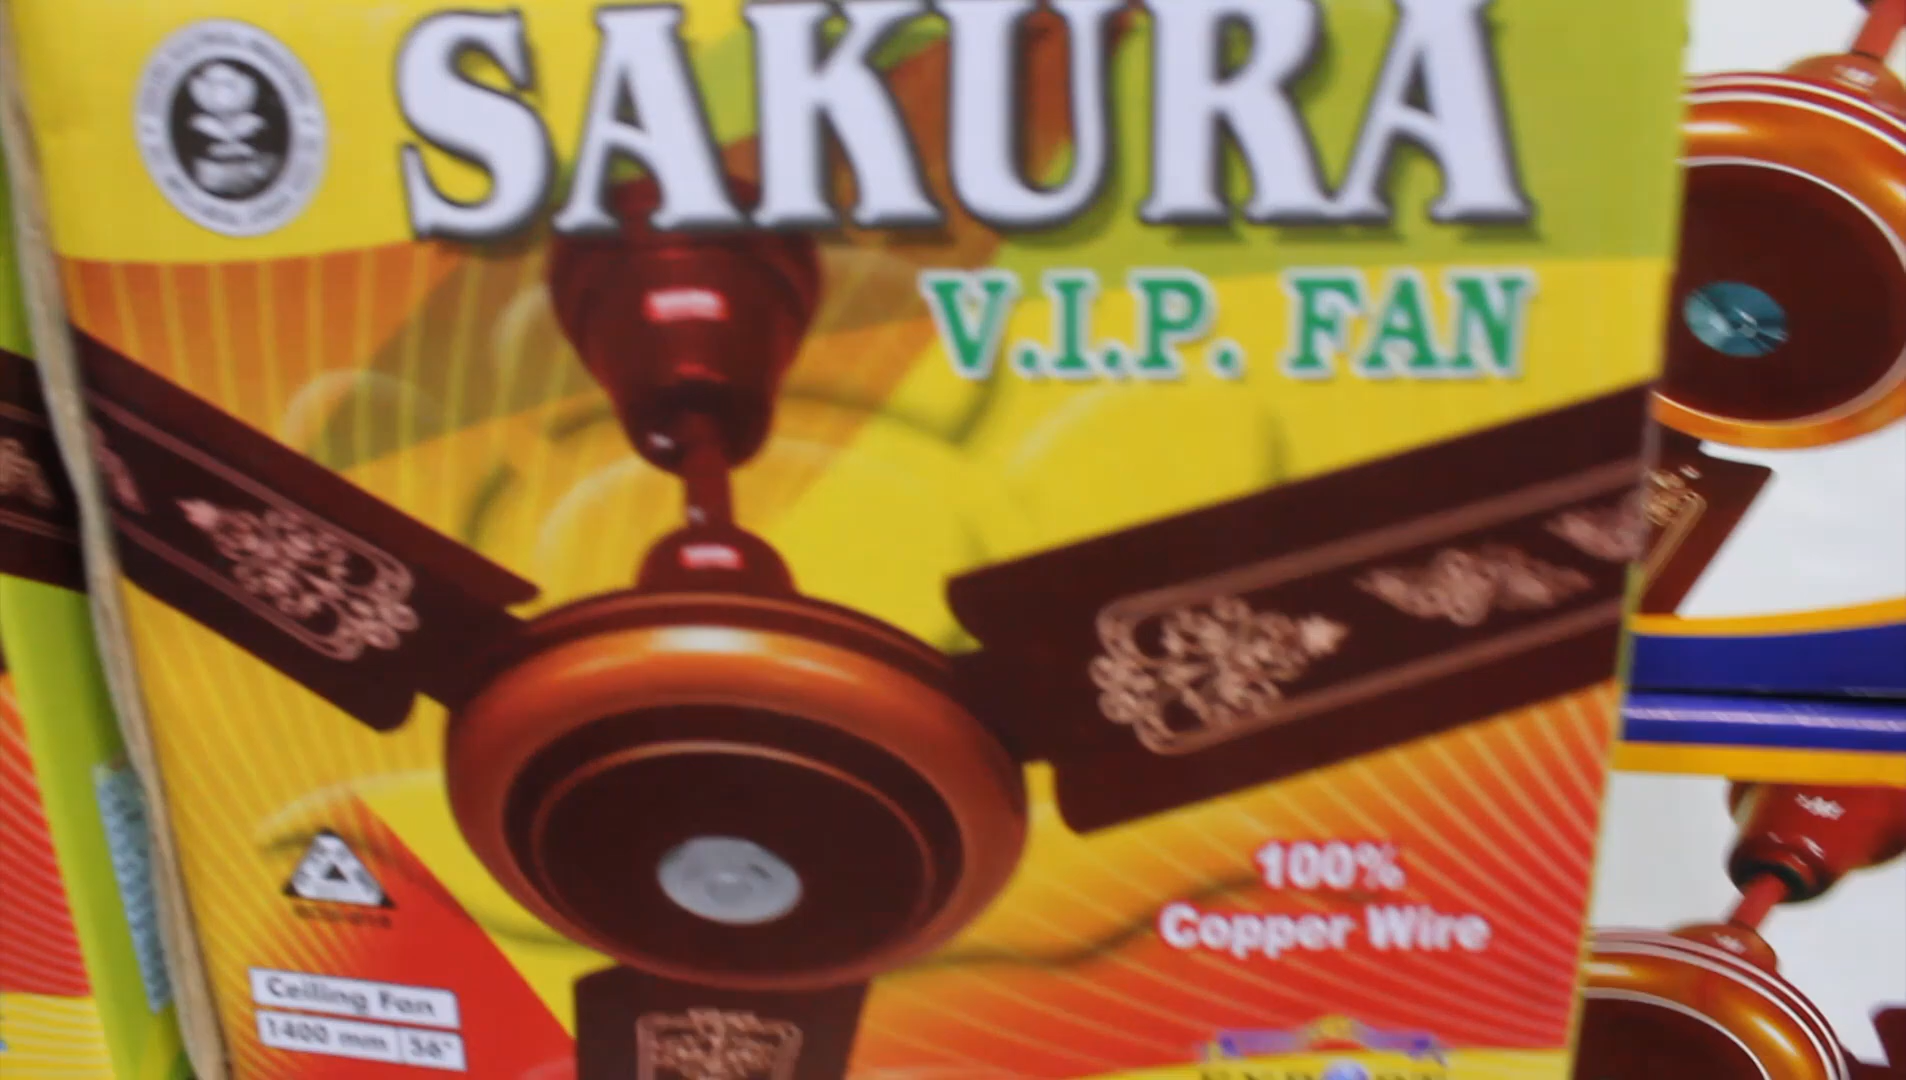 SAKURA
V.I.P. FAN
100%
Copper Wire
Ceiling Fan
1400 mm 56"